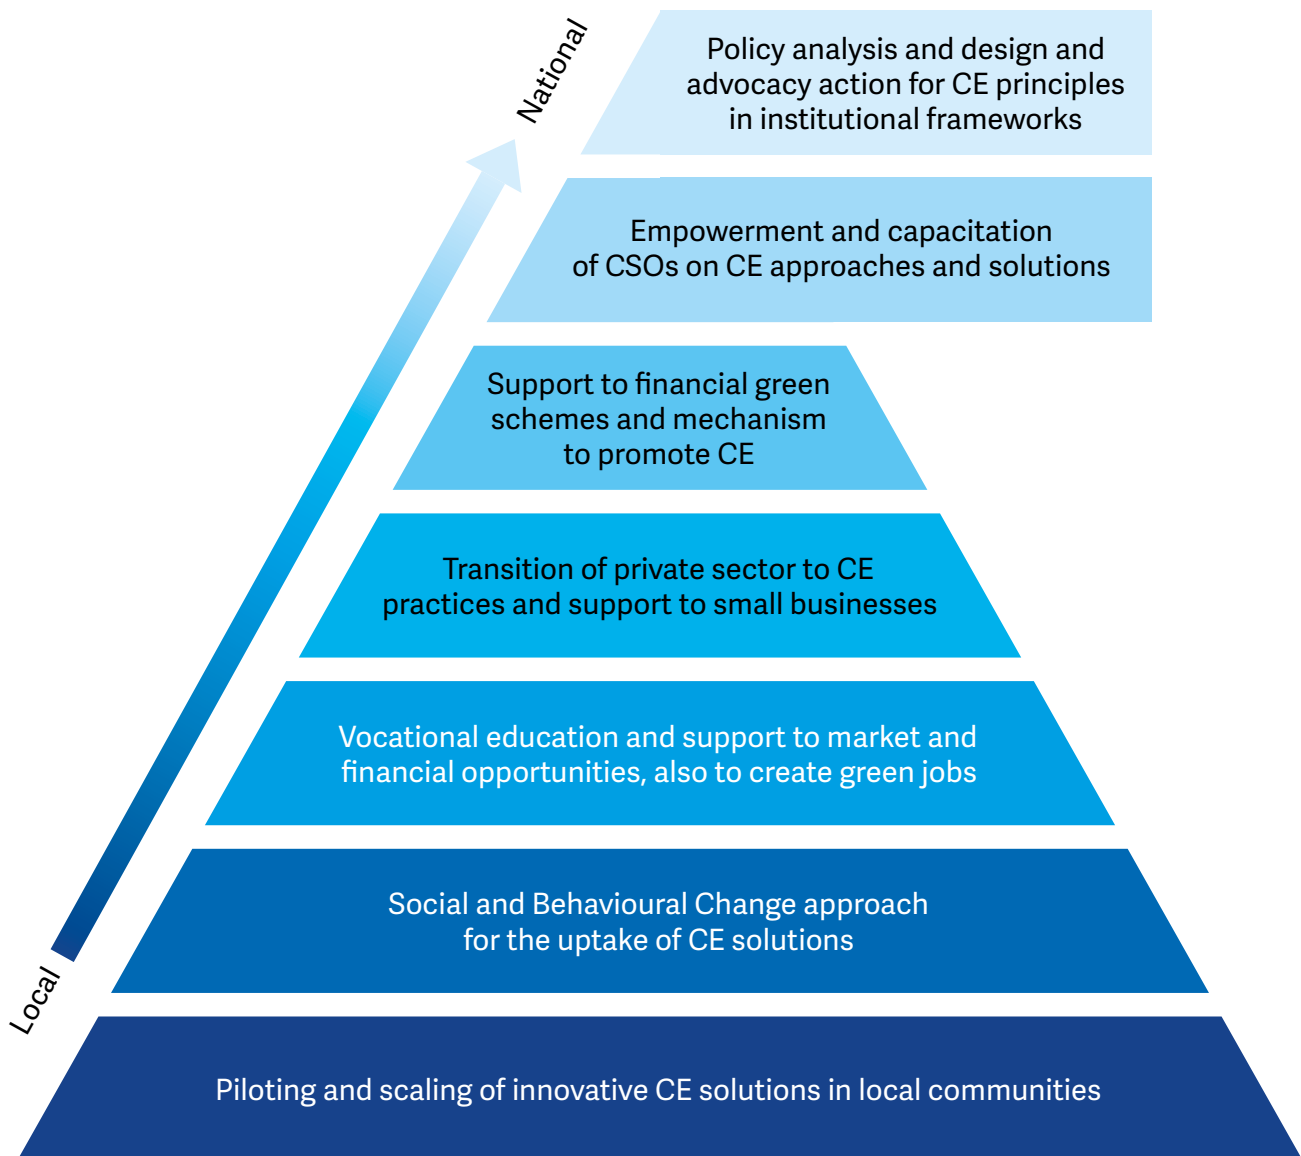 National
Policy analysis and design and
advocacy action for CE principles
in institutional frameworks
Empowerment and capacitation
of CSOs on CE approaches and solutions
Support to financial green
schemes and mechanism
to promote CE
Transition of private sector to CE
practices and support to small businesses
Vocational education and support to market and
financial opportunities, also to create green jobs
Social and Behavioural Change approach
for the uptake of CE solutions
Local
Piloting and scaling of innovative CE solutions in local communities